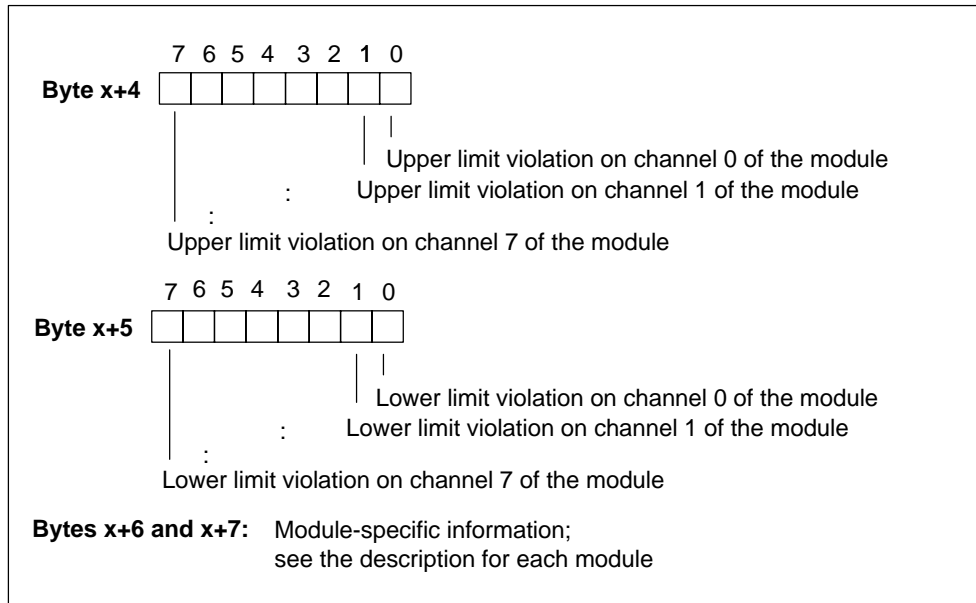 7 6 5 4 3 2 1 0
Byte x+4
Upper limit violation on channel 0 of the module
: Upper limit violation on channel 1 of the module
:
Upper limit violation on channel 7 of the module
7 6 5 4 3 2 1 0
Byte x+5
Lower limit violation on channel 0 of the module
: Lower limit violation on channel 1 of the module
:
Lower limit violation on channel 7 of the module
Bytes x+6 and x+7: Module-specific information;
see the description for each module